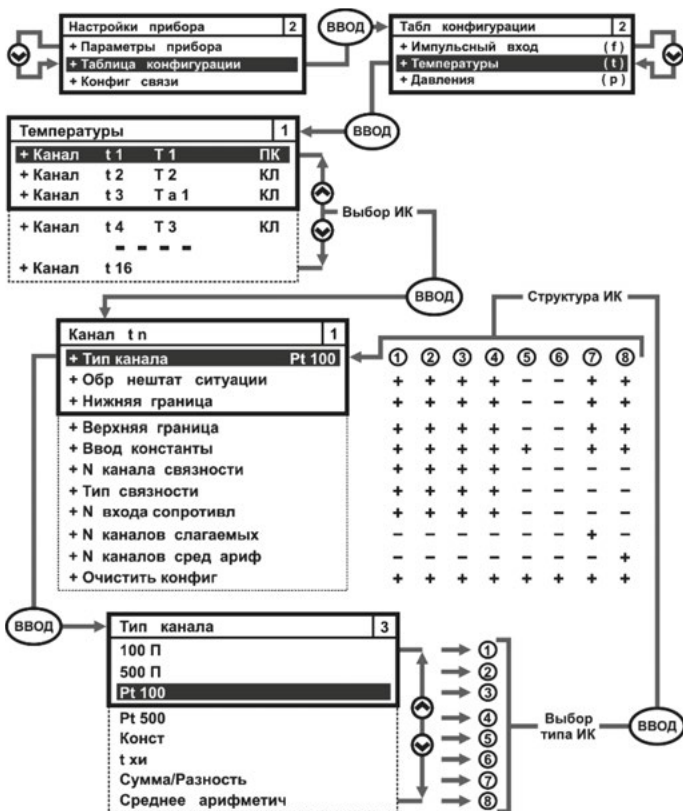 Настройки прибора 2
+ Параметры прибора
+ Таблица конфигурации
+ Конфиг связи
ВВОД
Табл конфигурации 2
+ Импульсный вход (f)
+ Температуры (t)
+ Давления (p)
ВВОД
Температуры 1
+ Канал t 1 T 1 ПК
+ Канал t 2 T 2 КЛ
+ Канал t 3 T a 1 КЛ
+ Канал t 4 T 3 КЛ
- - - -
+ Канал t 16
Выбор ИК
ВВОД
Структура ИК
Канал t n 1
+ Тип канала Pt 100
+ Обр нештат ситуации
+ Нижняя граница
+ Верхняя граница
+ Ввод константы
+ N канала связности
+ Тип связности
+ N входа сопротивл
+ N каналов слагаемых
+ N каналов сред ариф
+ Очистить конфиг
1 2 3 4 5 6 7 8
+ + + + − − + +
+ + + + − − + +
+ + + + − − + +
+ + + + + − + +
+ + + + − − − −
+ + + + − − − −
+ + + + − − − −
− − − − − − + −
− − − − − − − +
+ + + + + + + +
ВВОД
Тип канала 3
100 П
500 П
Pt 100
Pt 500
Конст
t хи
Сумма/Разность
Среднее арифметич
1
2
3
4
5
6
7
8
Выбор
типа ИК
ВВОД